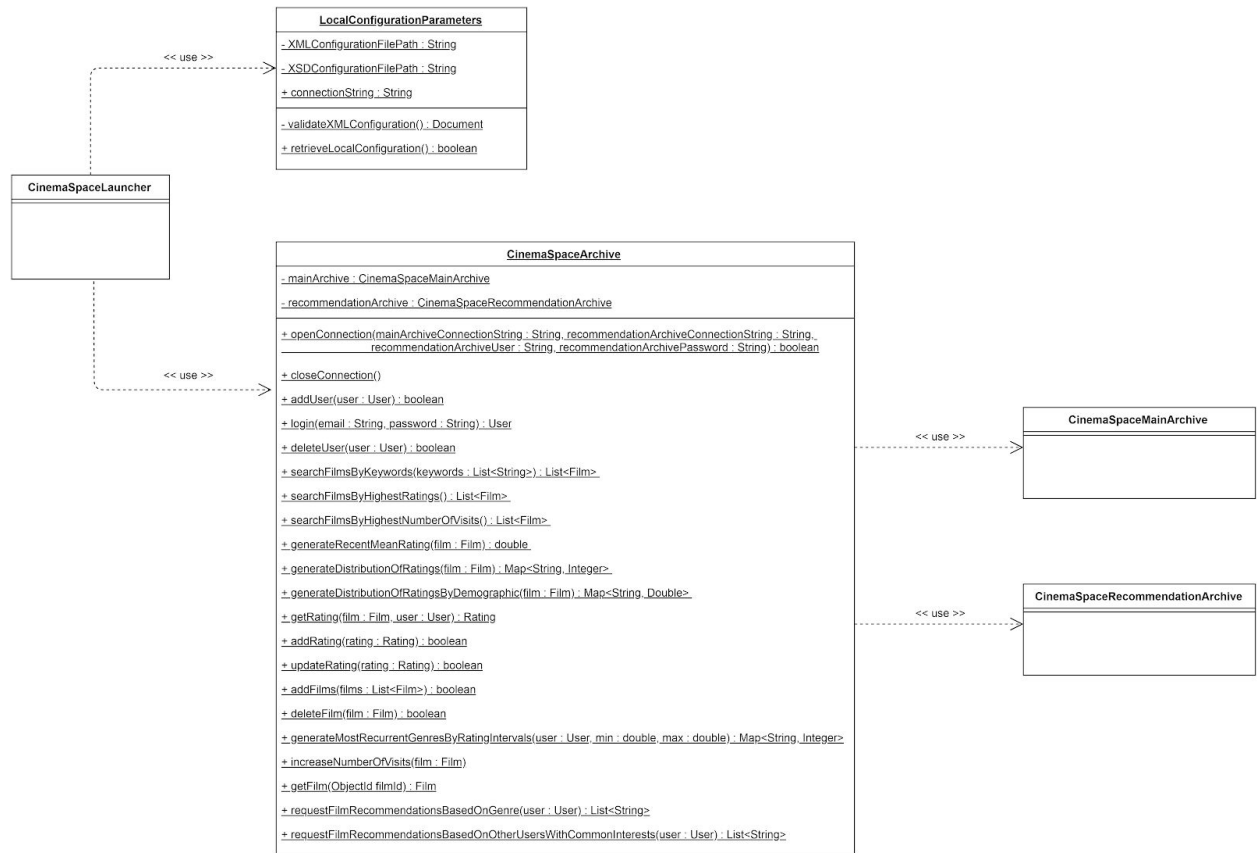 LocalConfigurationParameters
- XMLConfigurationFilePath : String
<< use >>
- XSDConfigurationFilePath : String
+ connectionString : String
- validateXMLConfiguration() : Document
+ retrieveLocalConfiguration() : boolean
CinemaSpaceLauncher
CinemaSpaceArchive
- mainArchive : CinemaSpaceMainArchive
- recommendationArchive : CinemaSpaceRecommendationArchive
+ openConnection(mainArchiveConnectionString : String, recommendationArchiveConnectionString : String,
recommendationArchiveUser : String, recommendationArchivePassword : String) : boolean
<< use >>
+ closeConnection()
+ addUser(user : User) : boolean
+ login(email : String, password : String) : User
+ deleteUser(user : User) : boolean
+ searchFilmsByKeywords(keywords : List<String>) : List<Film>
+ searchFilmsByHighestRatings() : List<Film>
+ searchFilmsByHighestNumberOfVisits() : List<Film>
+ generateRecentMeanRating(film : Film) : double
+ generateDistributionOfRatings(film : Film) : Map<String, Integer>
+ generateDistributionOfRatingsByDemographic(film : Film) : Map<String, Double>
+ getRating(film : Film, user : User) : Rating
+ addRating(rating : Rating) : boolean
+ updateRating(rating : Rating) : boolean
+ addFilms(films : List<Film>) : boolean
+ deleteFilm(film : Film) : boolean
+ generateMostRecurrentGenresByRatingIntervals(user : User, min : double, max : double) : Map<String, Integer>
+ increaseNumberOfVisits(film : Film)
+ getFilm(ObjectId filmId) : Film
+ requestFilmRecommendationsBasedOnGenre(user : User) : List<String>
+ requestFilmRecommendationsBasedOnOtherUsersWithCommonInterests(user : User) : List<String>
<< use >>
CinemaSpaceMainArchive
<< use >>
CinemaSpaceRecommendationArchive